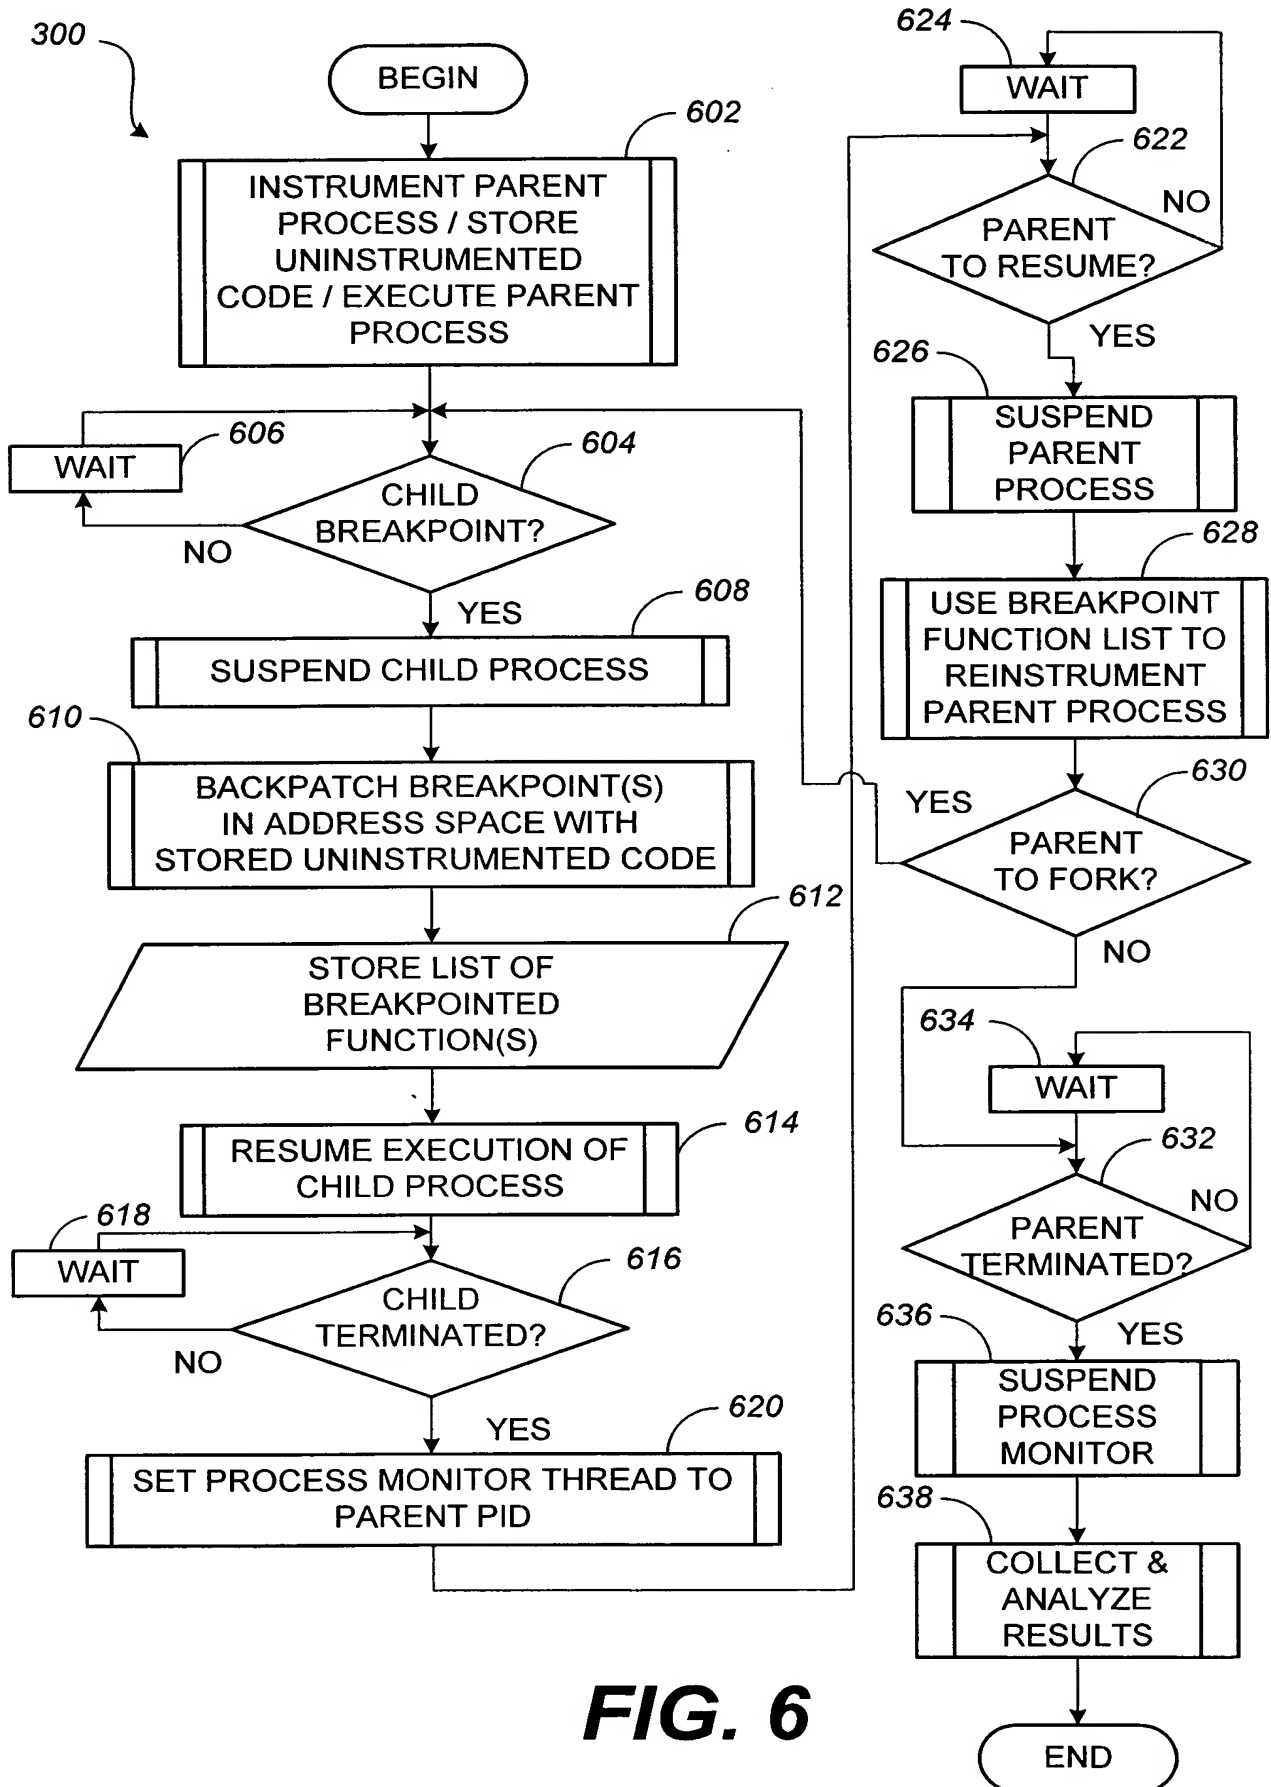 300
BEGIN
602
INSTRUMENT PARENT
PROCESS / STORE
UNINSTRUMENTED
CODE / EXECUTE PARENT
PROCESS
606
WAIT
604
CHILD
BREAKPOINT?
NO
YES
608
SUSPEND CHILD PROCESS
610
BACKPATCH BREAKPOINT(S)
IN ADDRESS SPACE WITH
STORED UNINSTRUMENTED CODE
612
STORE LIST OF
BREAKPOINTED
FUNCTION(S)
614
RESUME EXECUTION OF
CHILD PROCESS
618
WAIT
616
CHILD
TERMINATED?
NO
YES
620
SET PROCESS MONITOR THREAD TO
PARENT PID
624
WAIT
622
NO
PARENT
TO RESUME?
YES
626
SUSPEND
PARENT
PROCESS
628
USE BREAKPOINT
FUNCTION LIST TO
REINSTRUMENT
PARENT PROCESS
630
YES
PARENT
TO FORK?
NO
634
WAIT
632
NO
PARENT
TERMINATED?
YES
636
SUSPEND
PROCESS
MONITOR
638
COLLECT &
ANALYZE
RESULTS
END
FIG. 6